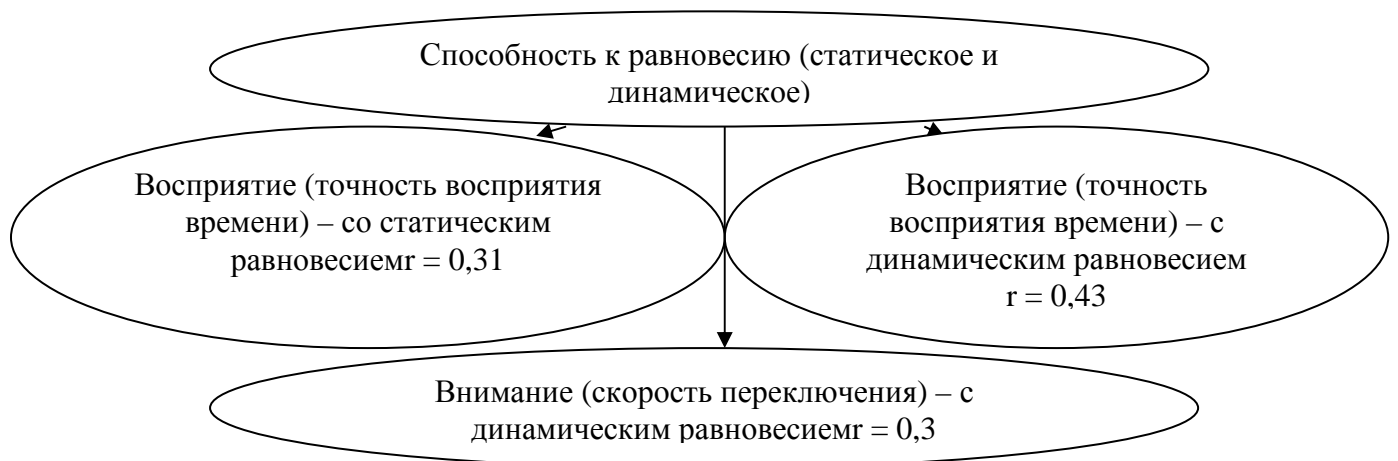 Способность к равновесию (статическое и
динамическое)
Восприятие (точность восприятия
времени) – со статическим
равновесиемr = 0,31
Восприятие (точность
восприятия времени) – с
динамическим равновесием
r = 0,43
Внимание (скорость переключения) – с
динамическим равновесиемr = 0,3